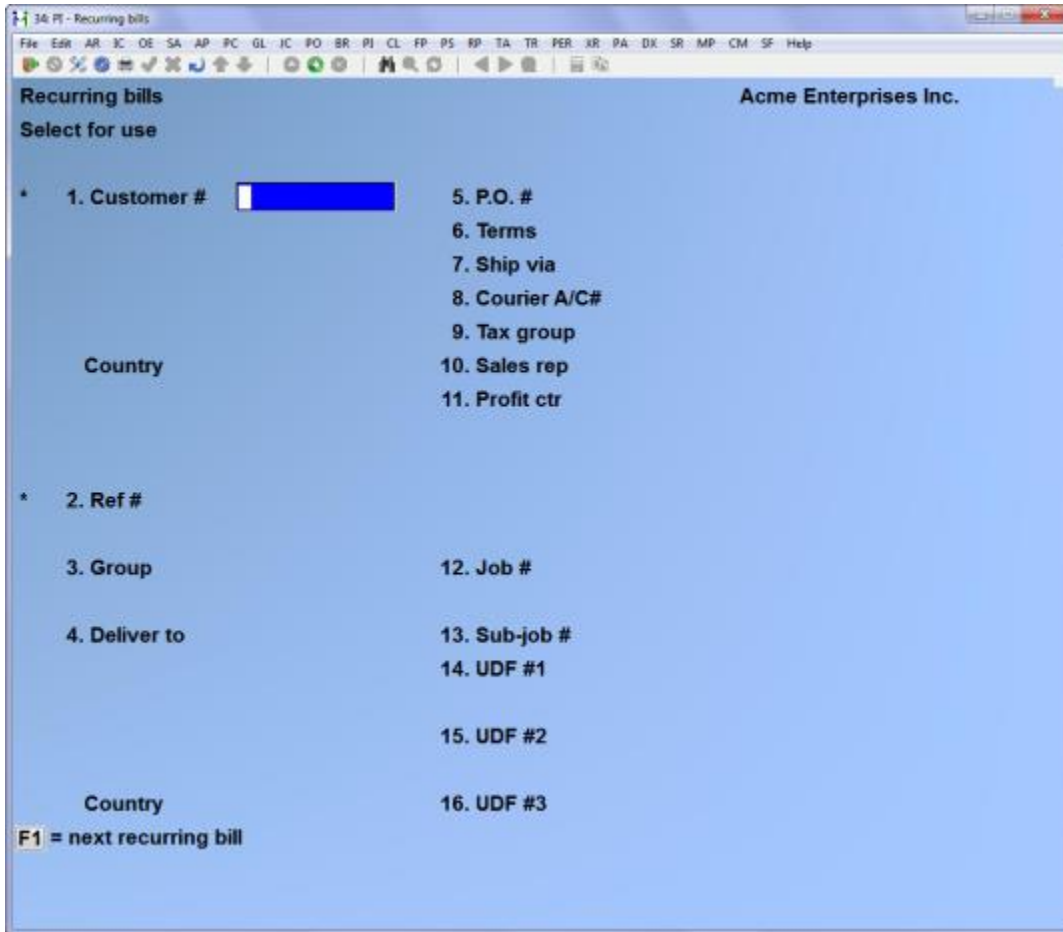 34: PI - Recurring bills
File Edit AR IC OE SA AP PC GL JC PO BR PJ CL FP PS RP TA TR PER XR PA DX SR MP CM SF Help
Recurring bills Acme Enterprises Inc.
Select for use
* 1. Customer # 5. P.O. #
6. Terms
7. Ship via
8. Courier A/C#
9. Tax group
Country 10. Sales rep
11. Profit ctr
* 2. Ref #
3. Group 12. Job #
4. Deliver to 13. Sub-job #
14. UDF #1
15. UDF #2
Country 16. UDF #3
F1 = next recurring bill